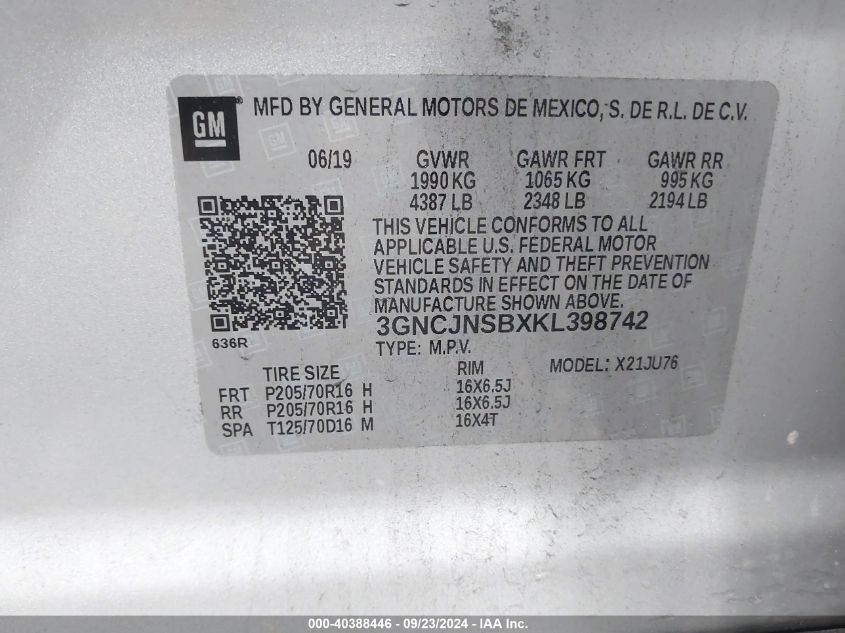 GM ® MFD BY GENERAL MOTORS DE MEXICO, S. DE R.L. DE C.V.
06/19 GVWR GAWR FRT GAWR RR
1990 KG 1065 KG 995 KG
4387 LB 2348 LB 2194 LB
THIS VEHICLE CONFORMS TO ALL
APPLICABLE U.S. FEDERAL MOTOR
VEHICLE SAFETY AND THEFT PREVENTION
STANDARDS IN EFFECT ON THE DATE OF
MANUFACTURE SHOWN ABOVE.
3GNCJNSBXKL398742
636R TYPE: M.P.V.
TIRE SIZE RIM MODEL: X21JU76
FRT P205/70R16 H 16X6.5J
RR P205/70R16 H 16X6.5J
SPA T125/70D16 M 16X4T
000-40388446 - 09/23/2024 - IAA Inc.